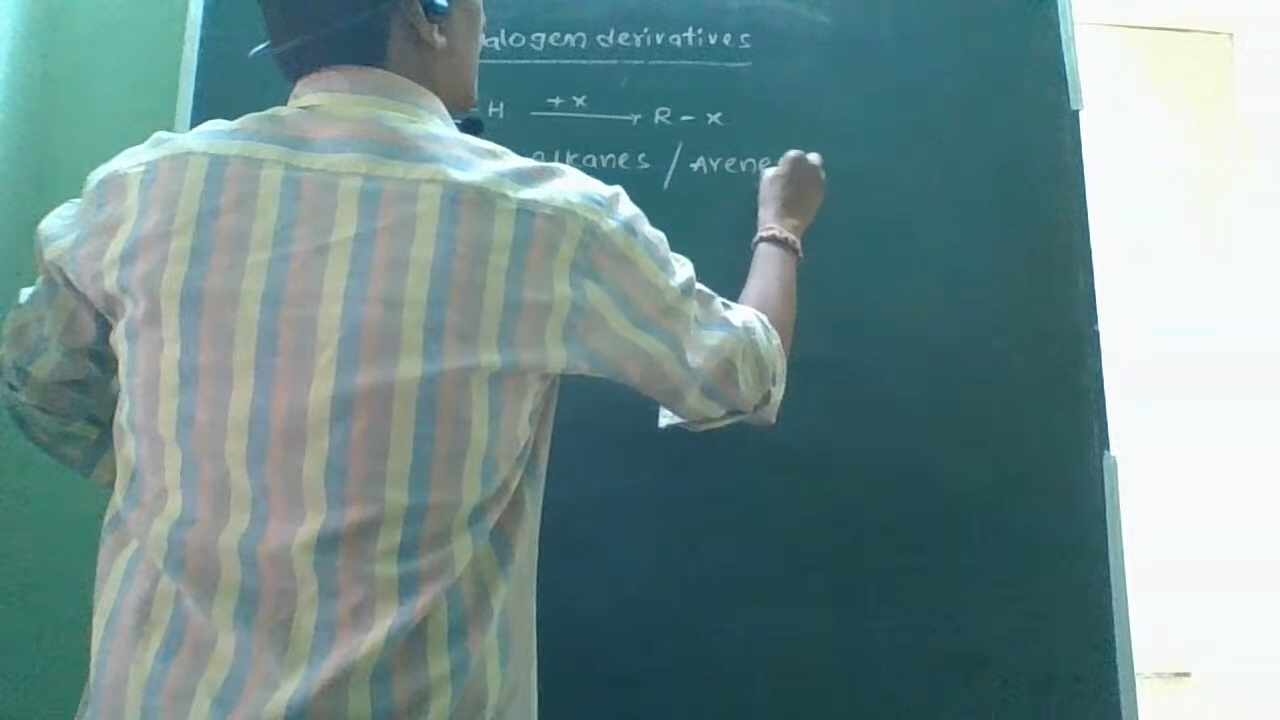 alogen derivatives
- H + x → R - x
alkanes / Arene